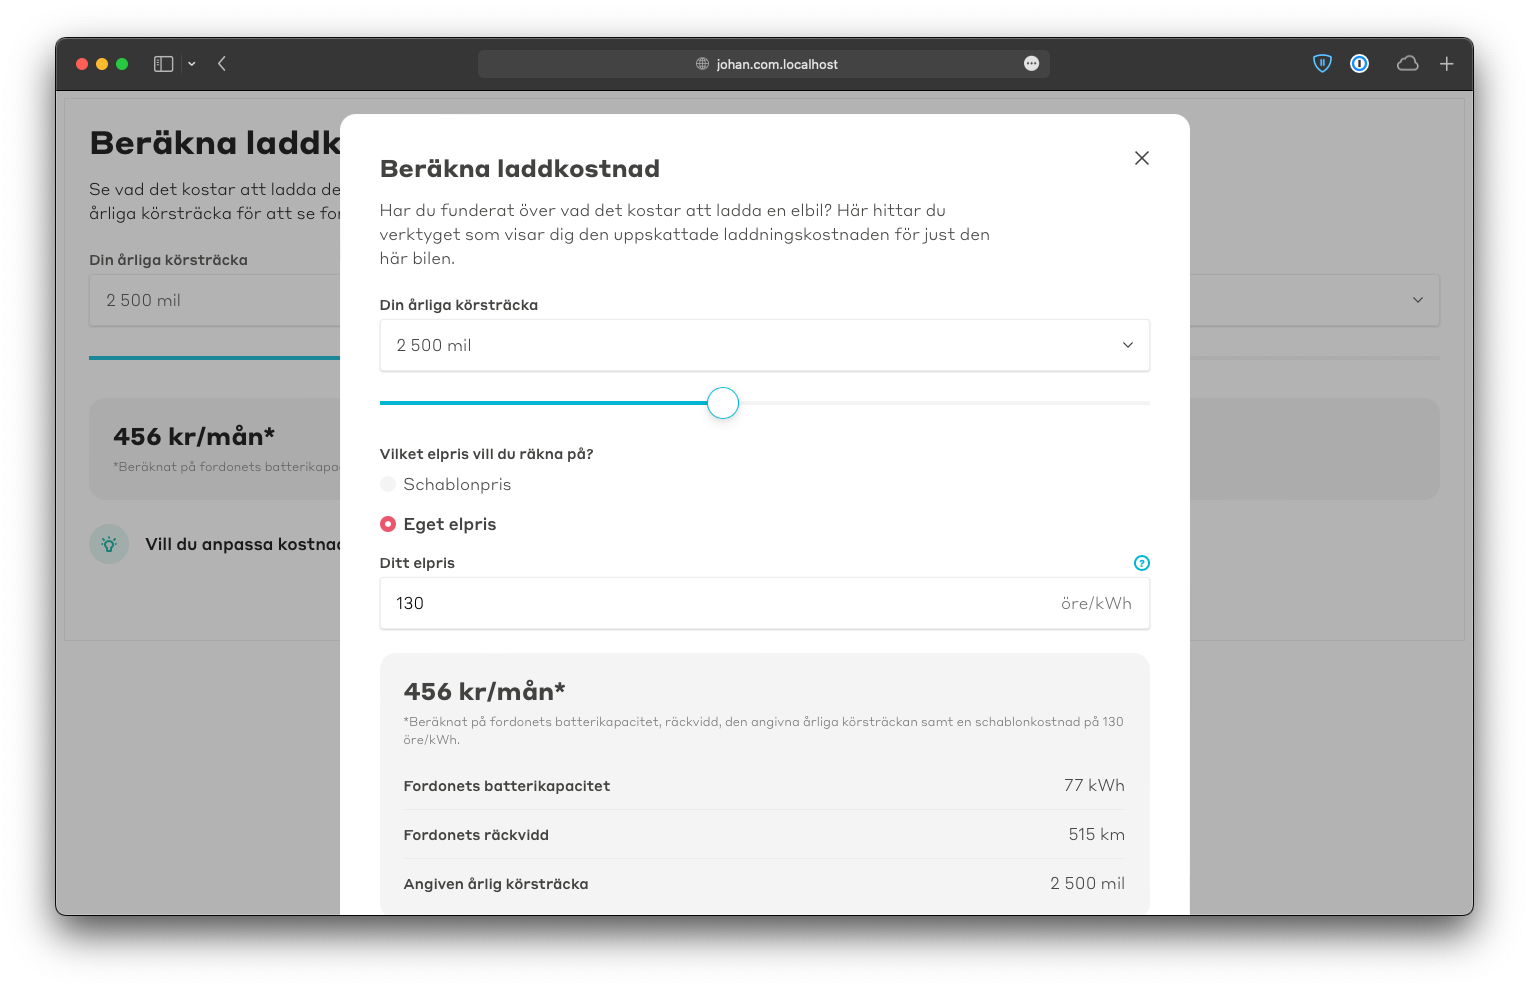 johan.com.localhost
Beräkna laddk
Se vad det kostar att ladda de
årliga körsträcka för att se for
Din årliga körsträcka
2 500 mil
456 kr/mån*
*Beräknat på fordonets batterikapa
Vill du anpassa kostnad
Beräkna laddkostnad
Har du funderat över vad det kostar att ladda en elbil? Här hittar du
verktyget som visar dig den uppskattade laddningskostnaden för just den
här bilen.
Din årliga körsträcka
2 500 mil
Vilket elpris vill du räkna på?
Schablonpris
Eget elpris
Ditt elpris
?
130 öre/kWh
456 kr/mån*
*Beräknat på fordonets batterikapacitet, räckvidd, den angivna årliga körsträckan samt en schablonkostnad på 130
öre/kWh.
Fordonets batterikapacitet 77 kWh
Fordonets räckvidd 515 km
Angiven årlig körsträcka 2 500 mil